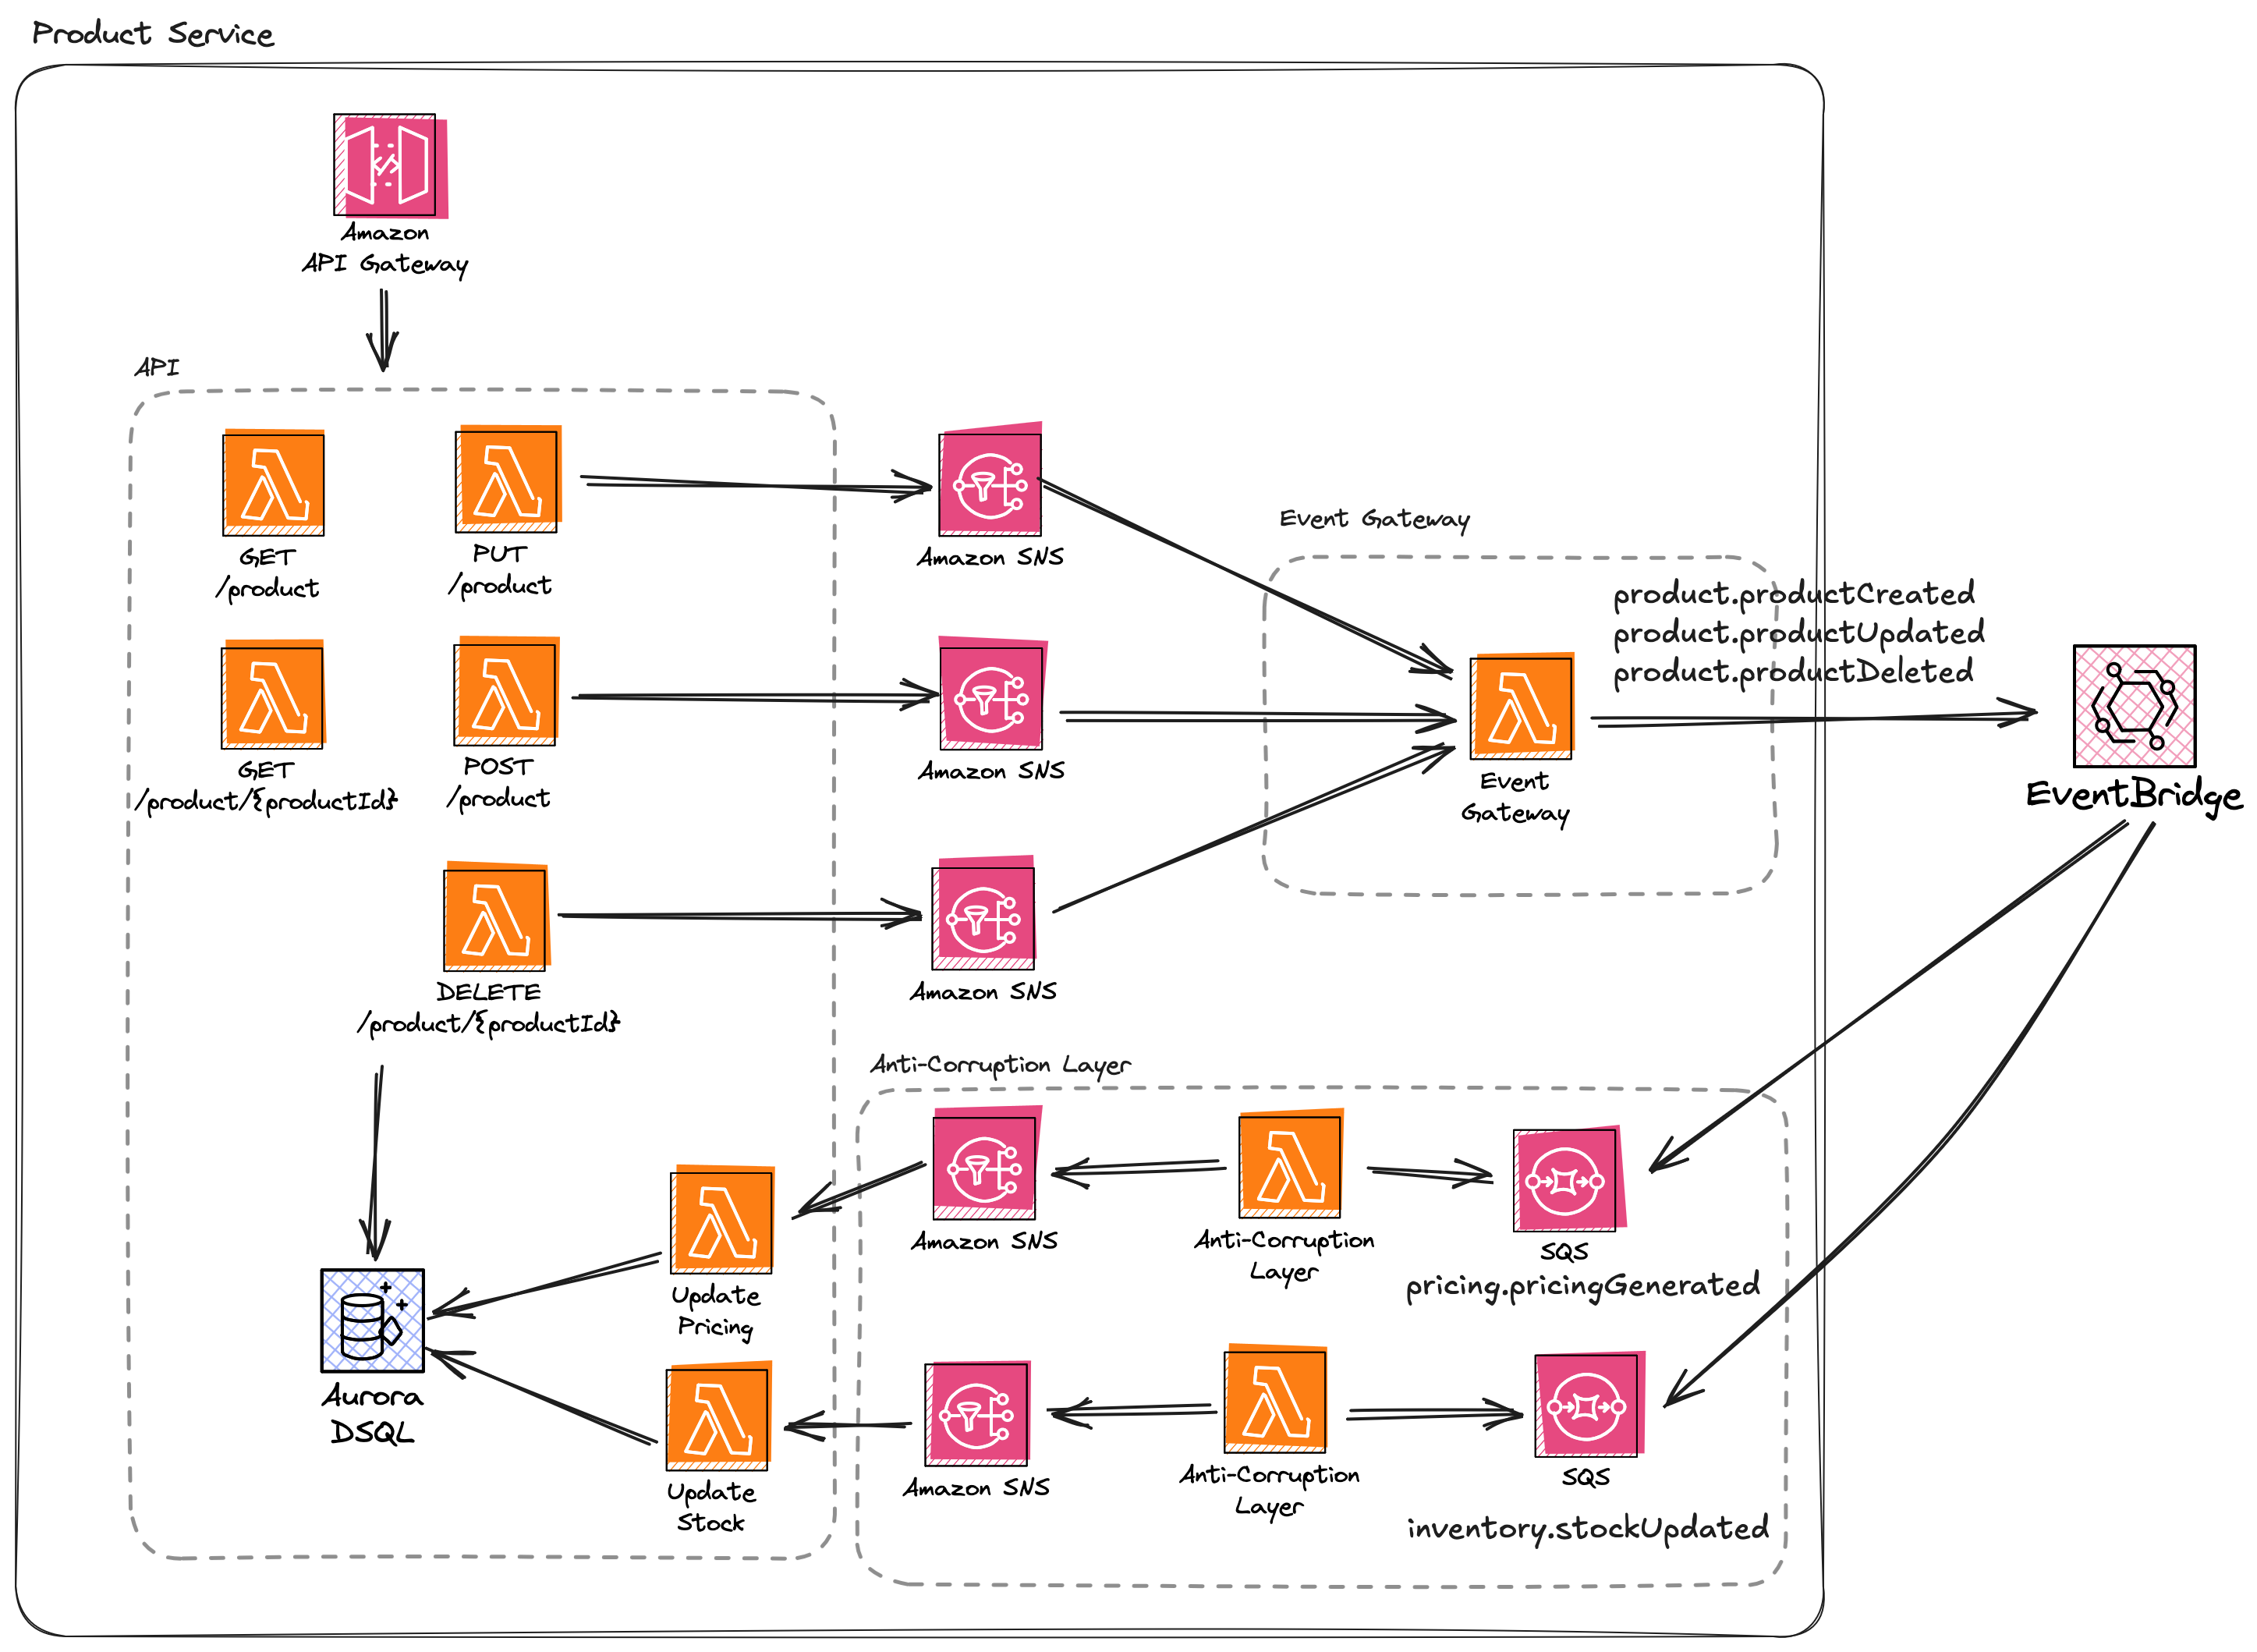 Product Service
Amazon
API Gateway
API
GET
/product
PUT
/product
Amazon SNS
Event Gateway
product.productCreated
product.productUpdated
product.productDeleted
GET
/product/{productId}
POST
/product
Amazon SNS
Event
Gateway
EventBridge
DELETE
/product/{productId}
Amazon SNS
Anti-Corruption Layer
Amazon SNS
Anti-Corruption
Layer
SQS
pricing.pricingGenerated
Update
Pricing
Aurora
DSQL
Update
Stock
Amazon SNS
Anti-Corruption
Layer
SQS
inventory.stockUpdated